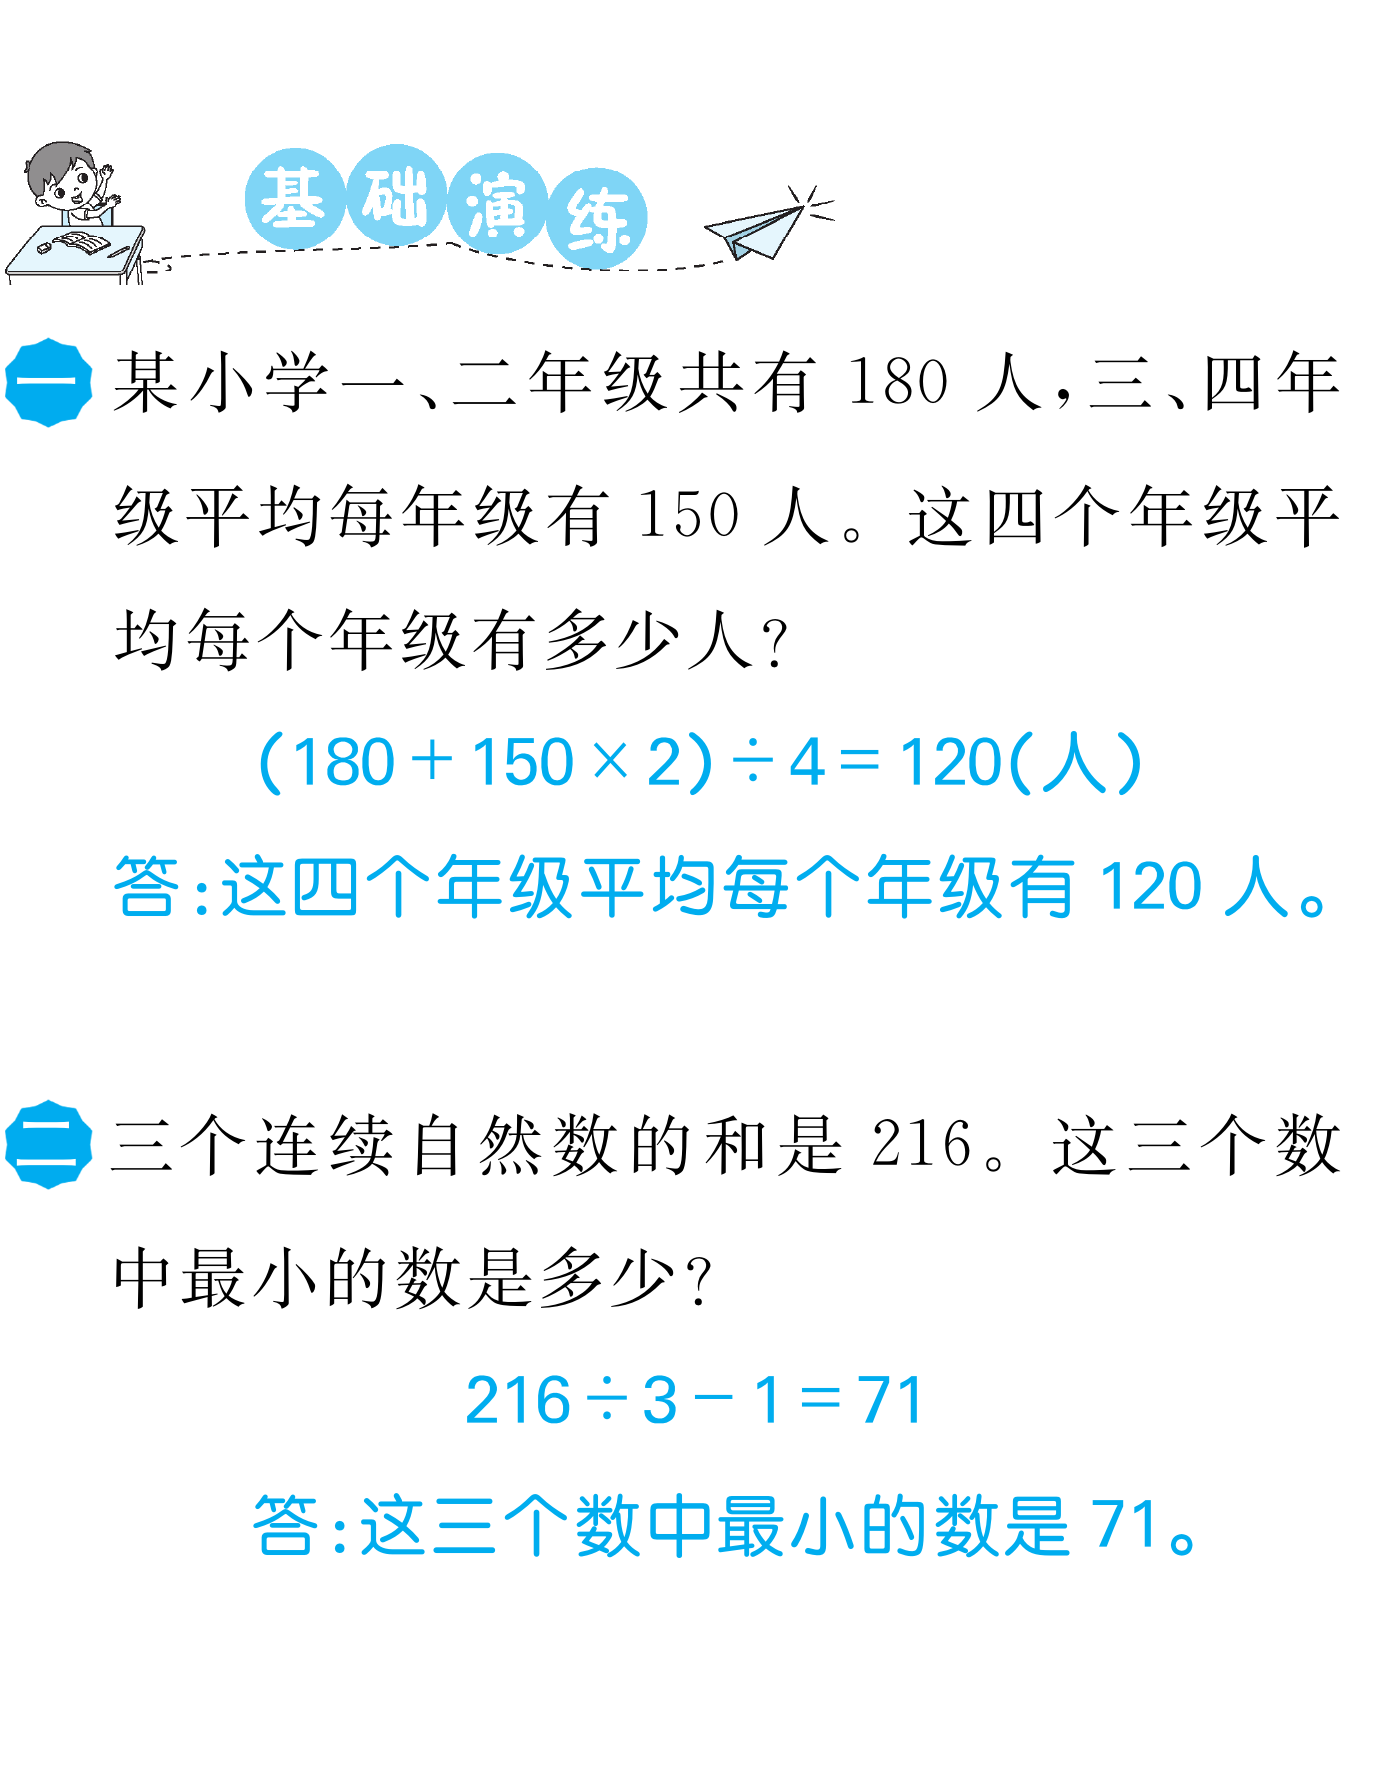 基础演练
一 某小学一、二年级共有 180 人,三、四年
级平均每年级有 150 人。这四个年级平
均每个年级有多少人?
(180+150×2)÷4=120(人)
答:这四个年级平均每个年级有 120 人。
二 三个连续自然数的和是 216。这三个数
中最小的数是多少?
216÷3-1=71
答:这三个数中最小的数是 71。